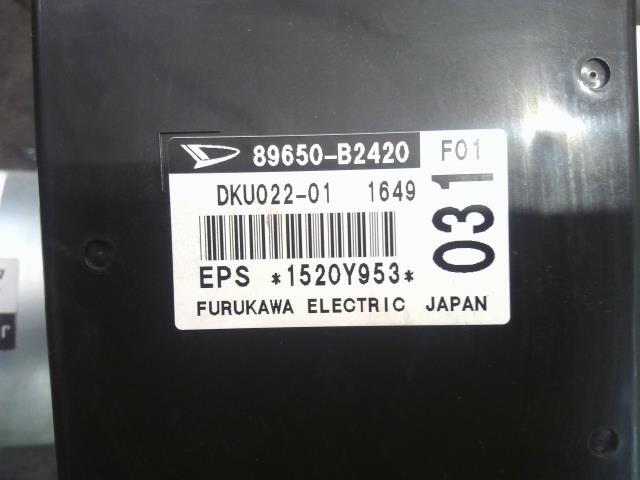 89650-B2420 F01
DKU022-01 1649
031
EPS *1520Y953*
FURUKAWA ELECTRIC JAPAN